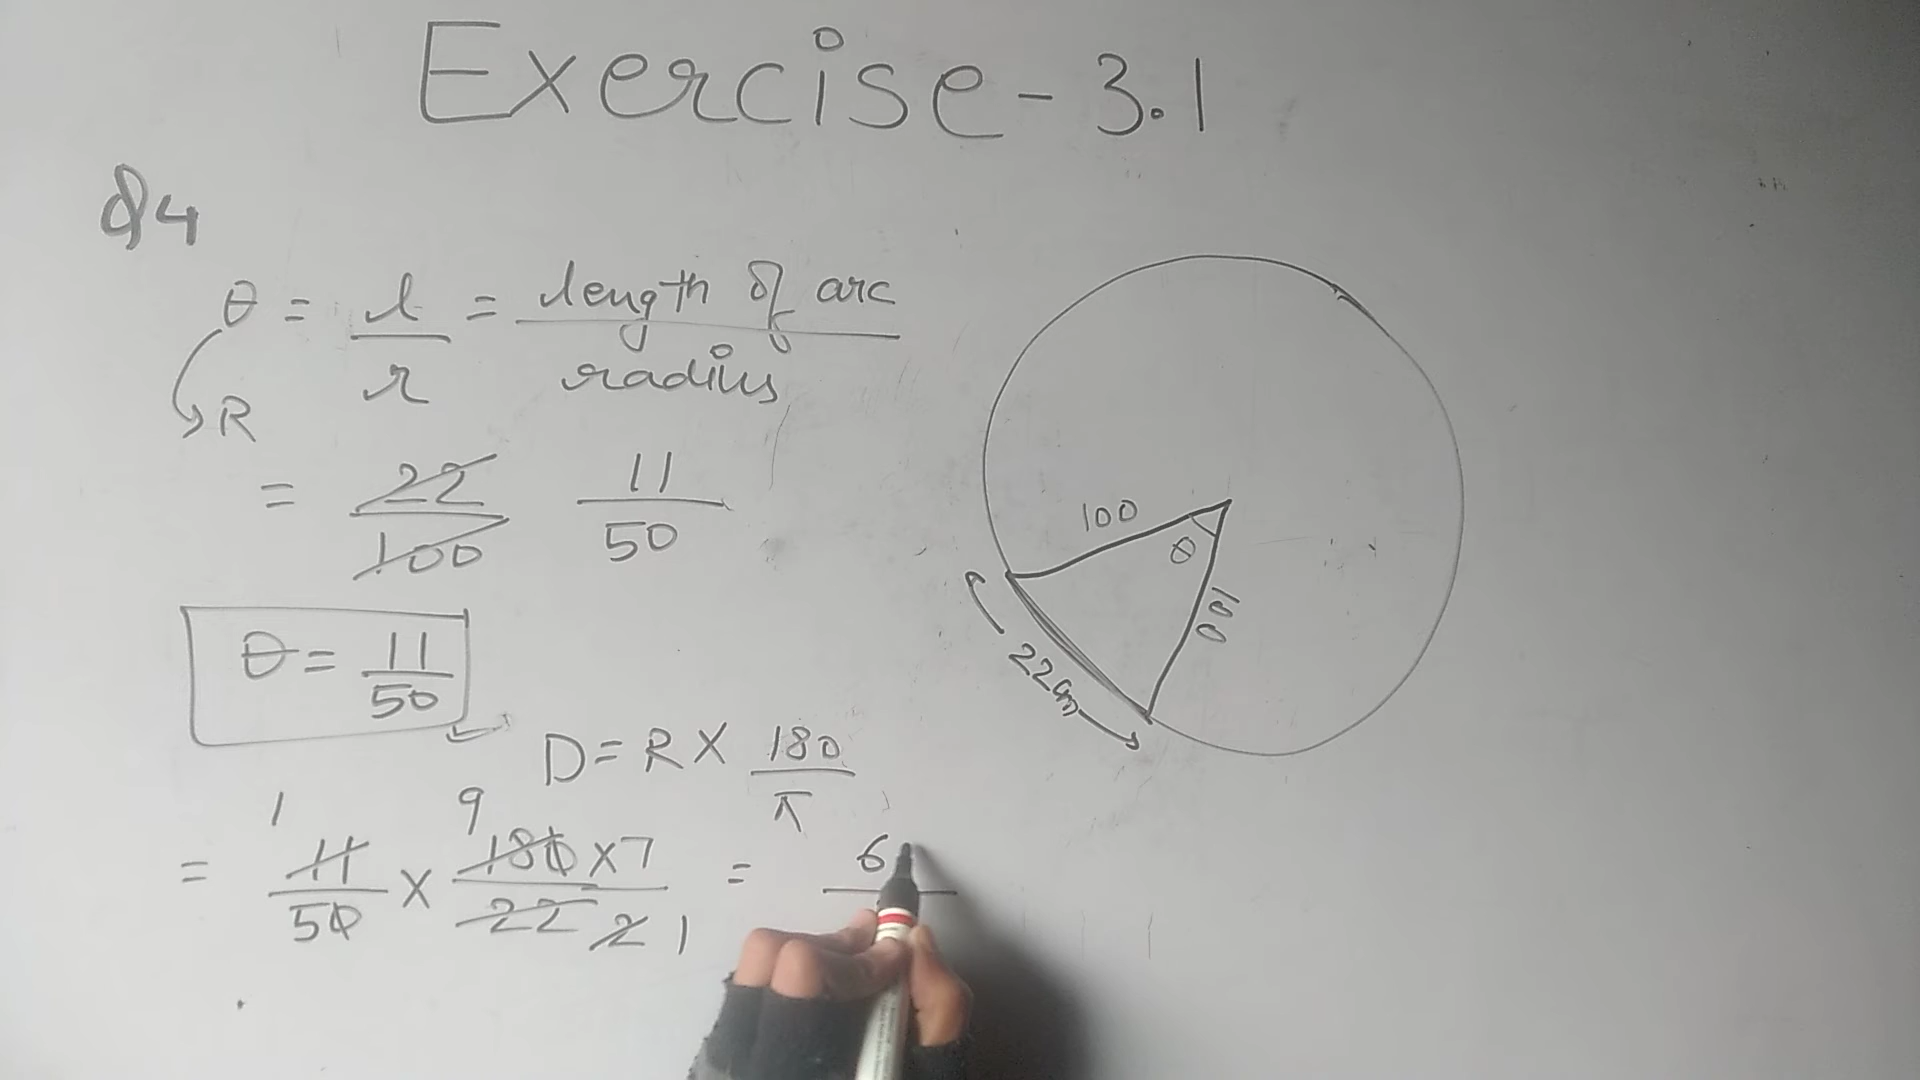 Exercise - 3.1
Q4
θ = l/r = length of arc/radius
R
= 22/100 11/50
θ = 11/50
D = R × 180/π
1 9
= 11/50 × 180×7/22 2 1 = 6
100
θ
100
22cm